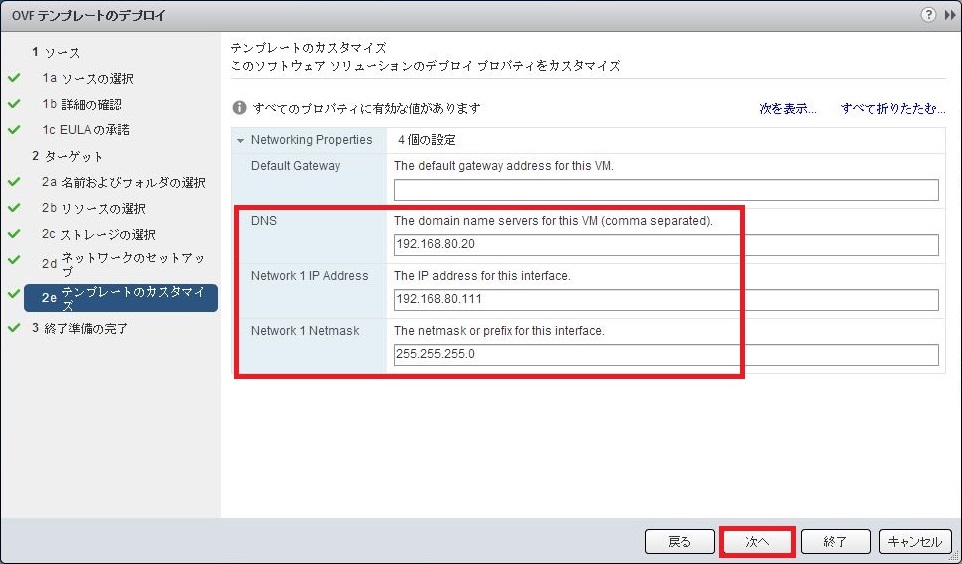 OVF テンプレートのデプロイ
?
1 ソース
1a ソースの選択
1b 詳細の確認
1c EULAの承諾
2 ターゲット
2a 名前およびフォルダの選択
2b リソースの選択
2c ストレージの選択
2d ネットワークのセットアッ
プ
2e テンプレートのカスタマイ
ズ
3 終了準備の完了
テンプレートのカスタマイズ
このソフトウェア ソリューションのデプロイ プロパティをカスタマイズ
すべてのプロパティに有効な値があります
次を表示...
すべて折りたたむ...
Networking Properties
4 個の設定
Default Gateway
The default gateway address for this VM.
DNS
The domain name servers for this VM (comma separated).
192.168.80.20
Network 1 IP Address
The IP address for this interface.
192.168.80.111
Network 1 Netmask
The netmask or prefix for this interface.
255.255.255.0
戻る
次へ
終了
キャンセル